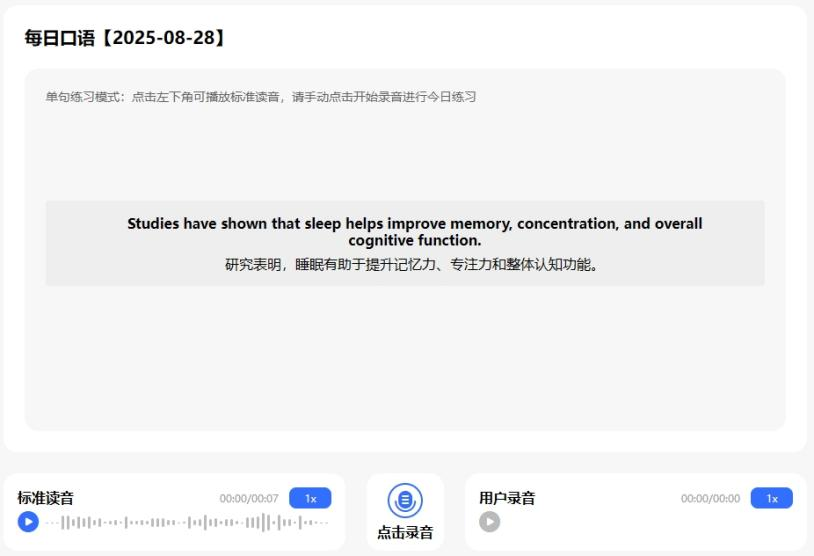 每日口语【2025-08-28】
单句练习模式：点击左下角可播放标准读音，请手动点击开始录音进行今日练习
Studies have shown that sleep helps improve memory, concentration, and overall
cognitive function.
研究表明，睡眠有助于提升记忆力、专注力和整体认知功能。
标准读音 00:00/00:07 1x
点击录音
用户录音 00:00/00:00 1x